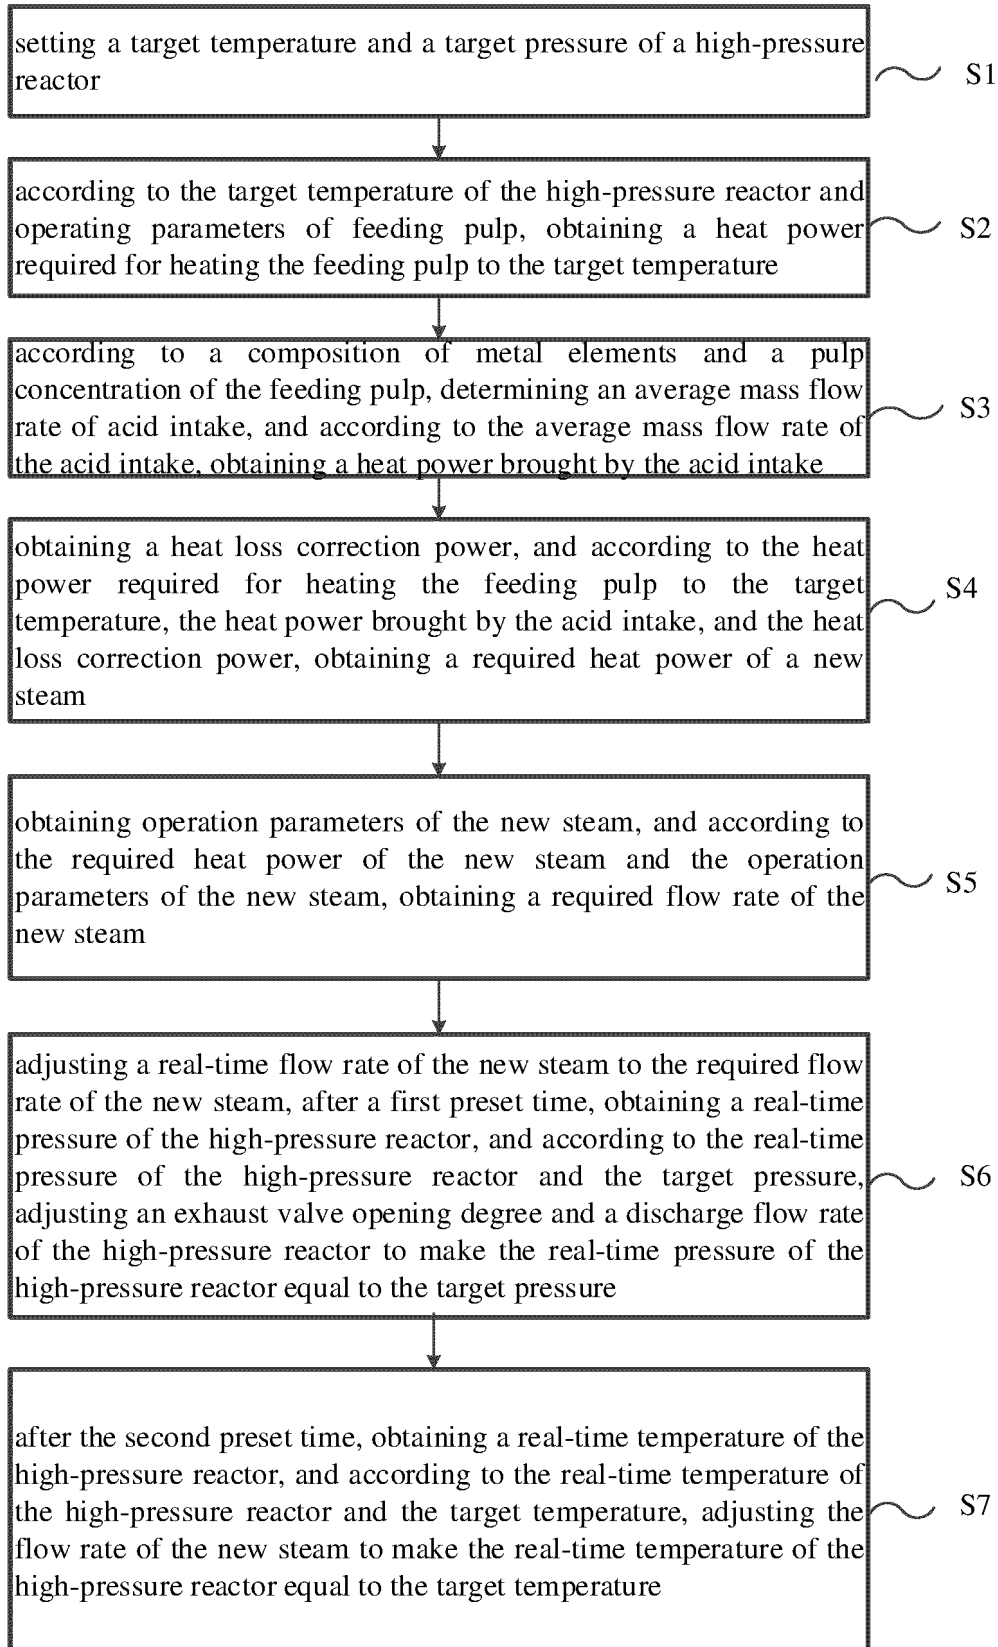 setting a target temperature and a target pressure of a high-pressure
reactor
S1
according to the target temperature of the high-pressure reactor and
operating parameters of feeding pulp, obtaining a heat power
required for heating the feeding pulp to the target temperature
S2
according to a composition of metal elements and a pulp
concentration of the feeding pulp, determining an average mass flow
rate of acid intake, and according to the average mass flow rate of
the acid intake, obtaining a heat power brought by the acid intake
S3
obtaining a heat loss correction power, and according to the heat
power required for heating the feeding pulp to the target
temperature, the heat power brought by the acid intake, and the heat
loss correction power, obtaining a required heat power of a new
steam
S4
obtaining operation parameters of the new steam, and according to
the required heat power of the new steam and the operation
parameters of the new steam, obtaining a required flow rate of the
new steam
S5
adjusting a real-time flow rate of the new steam to the required flow
rate of the new steam, after a first preset time, obtaining a real-time
pressure of the high-pressure reactor, and according to the real-time
pressure of the high-pressure reactor and the target pressure,
adjusting an exhaust valve opening degree and a discharge flow rate
of the high-pressure reactor to make the real-time pressure of the
high-pressure reactor equal to the target pressure
S6
after the second preset time, obtaining a real-time temperature of the
high-pressure reactor, and according to the real-time temperature of
the high-pressure reactor and the target temperature, adjusting the
flow rate of the new steam to make the real-time temperature of the
high-pressure reactor equal to the target temperature
S7